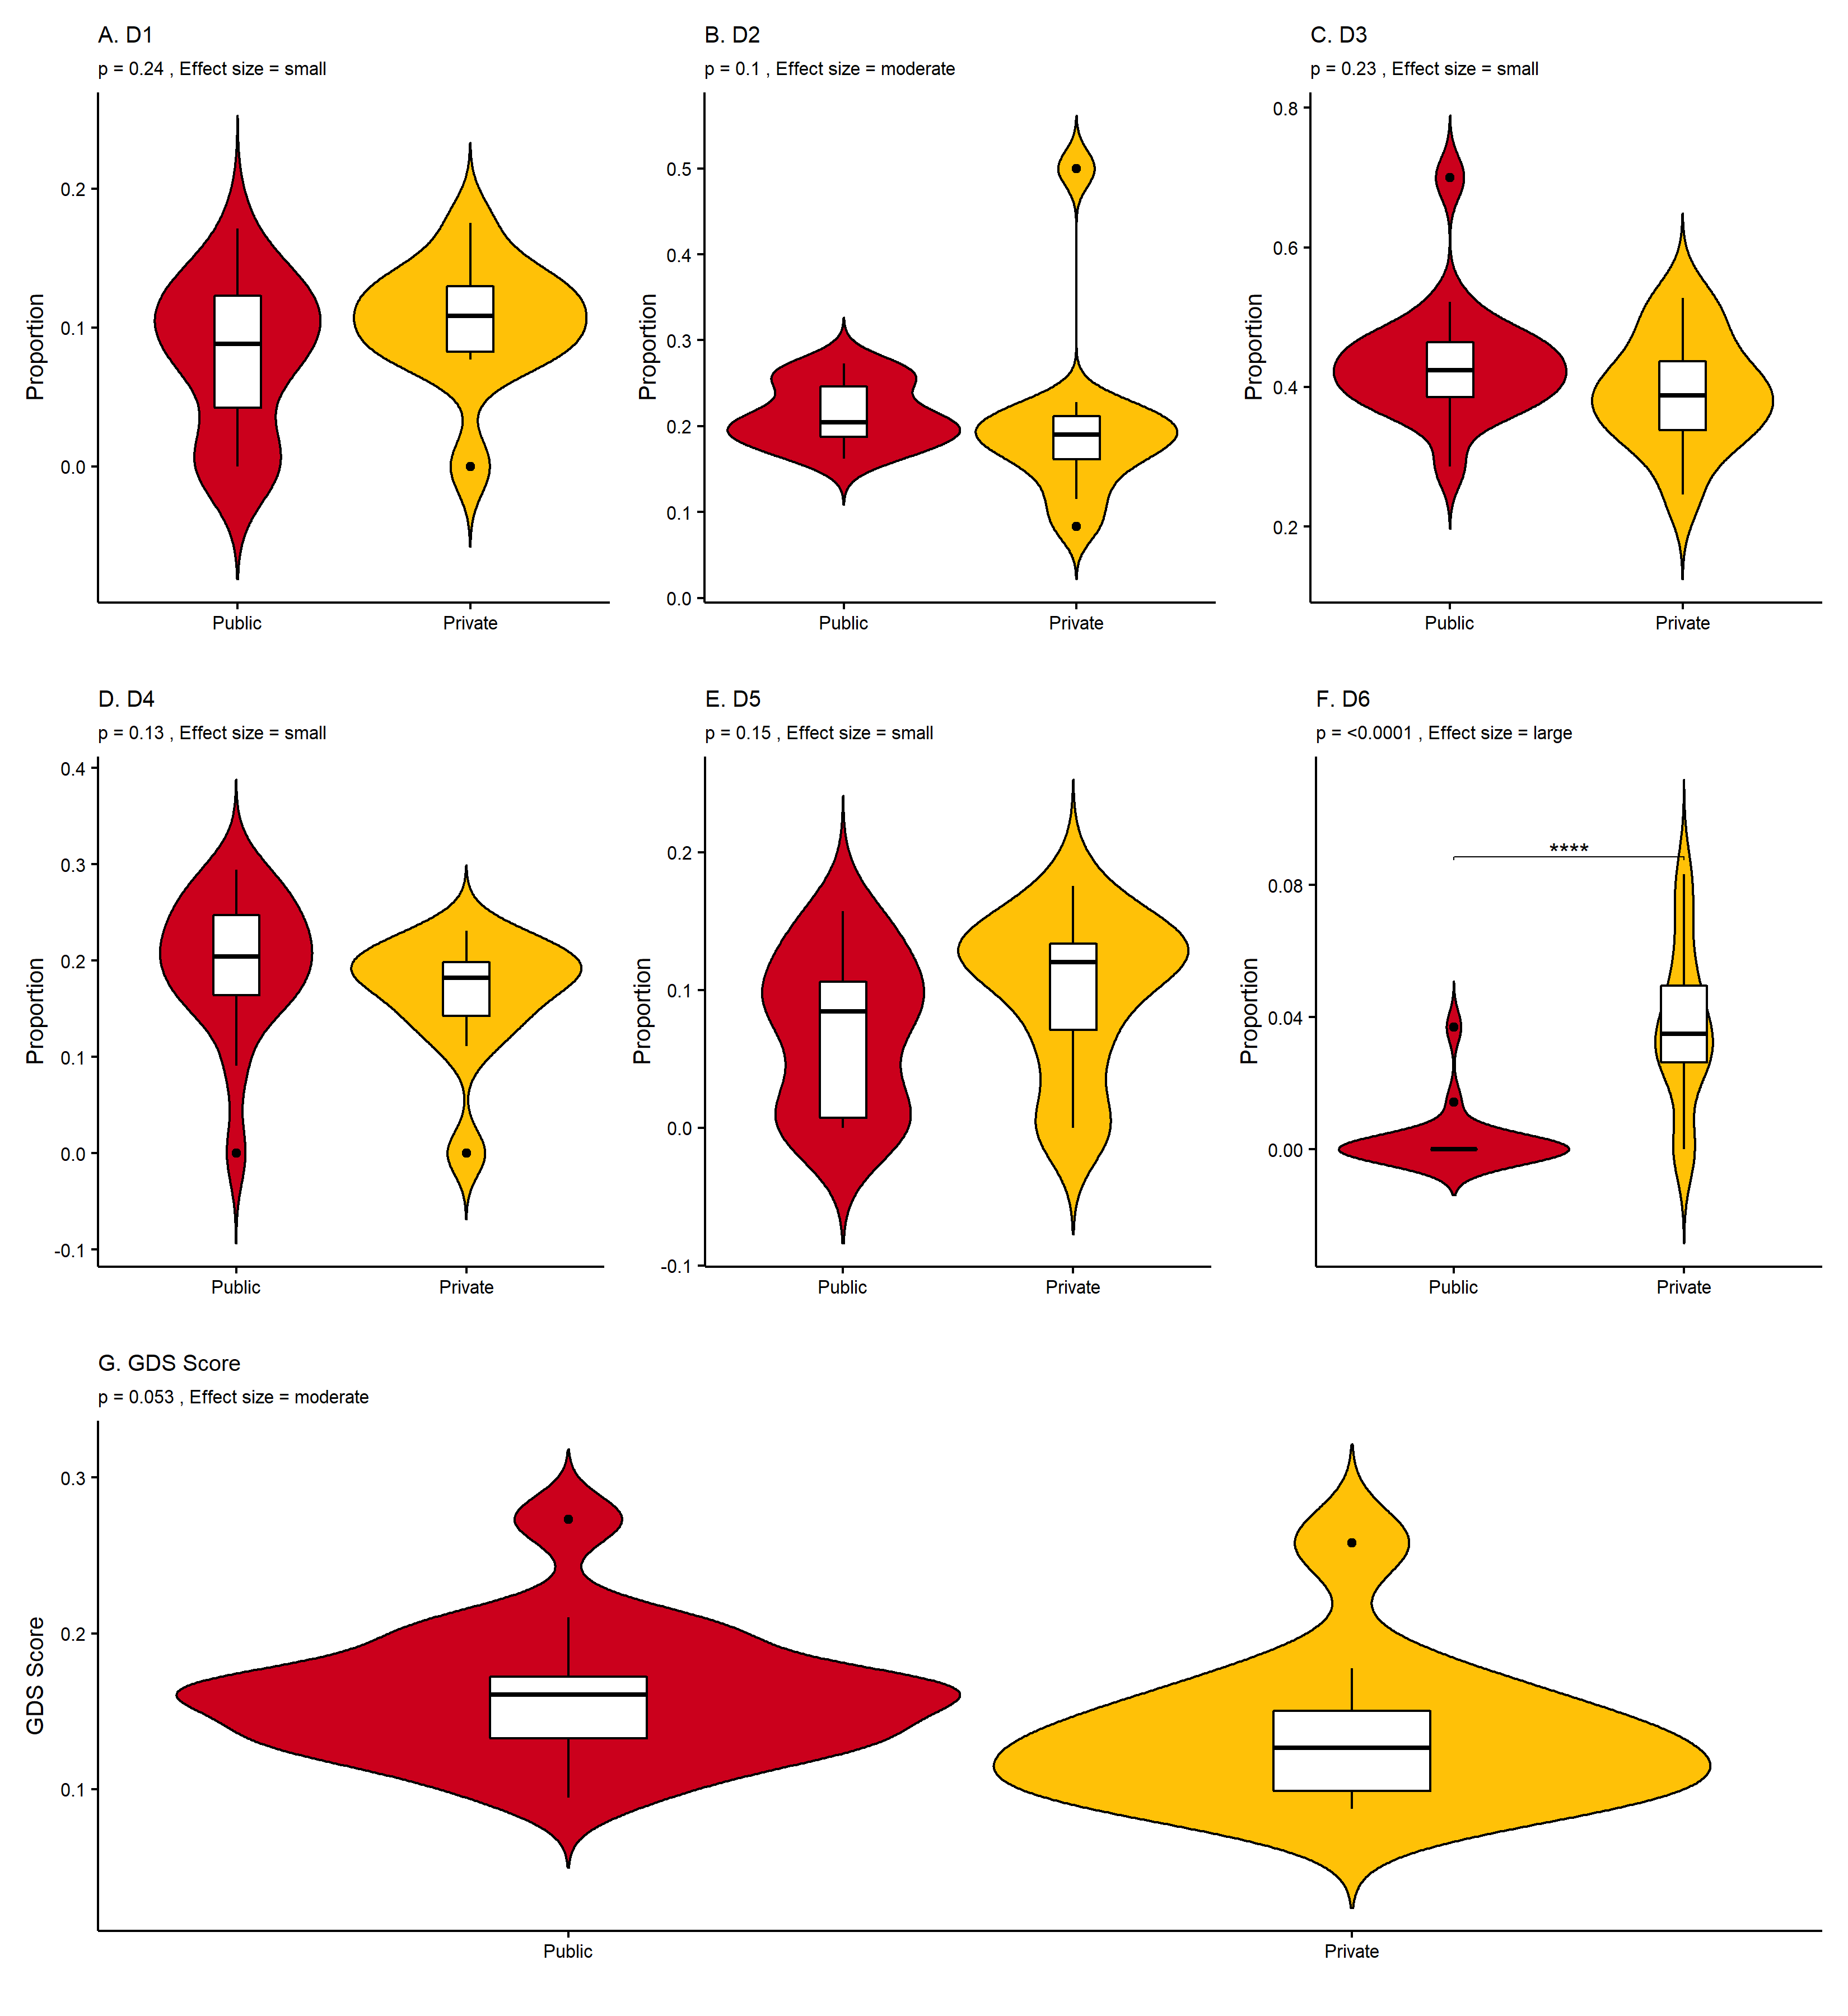 A. D1
p = 0.24 , Effect size = small
Proportion
0.2
0.1
0.0
Public
Private
B. D2
p = 0.1 , Effect size = moderate
Proportion
0.5
0.4
0.3
0.2
0.1
0.0
Public
Private
C. D3
p = 0.23 , Effect size = small
Proportion
0.8
0.6
0.4
0.2
Public
Private
D. D4
p = 0.13 , Effect size = small
Proportion
0.4
0.3
0.2
0.1
0.0
-0.1
Public
Private
E. D5
p = 0.15 , Effect size = small
Proportion
0.2
0.1
0.0
-0.1
Public
Private
F. D6
p = <0.0001 , Effect size = large
Proportion
****
0.08
0.04
0.00
Public
Private
G. GDS Score
p = 0.053 , Effect size = moderate
GDS Score
0.3
0.2
0.1
Public
Private